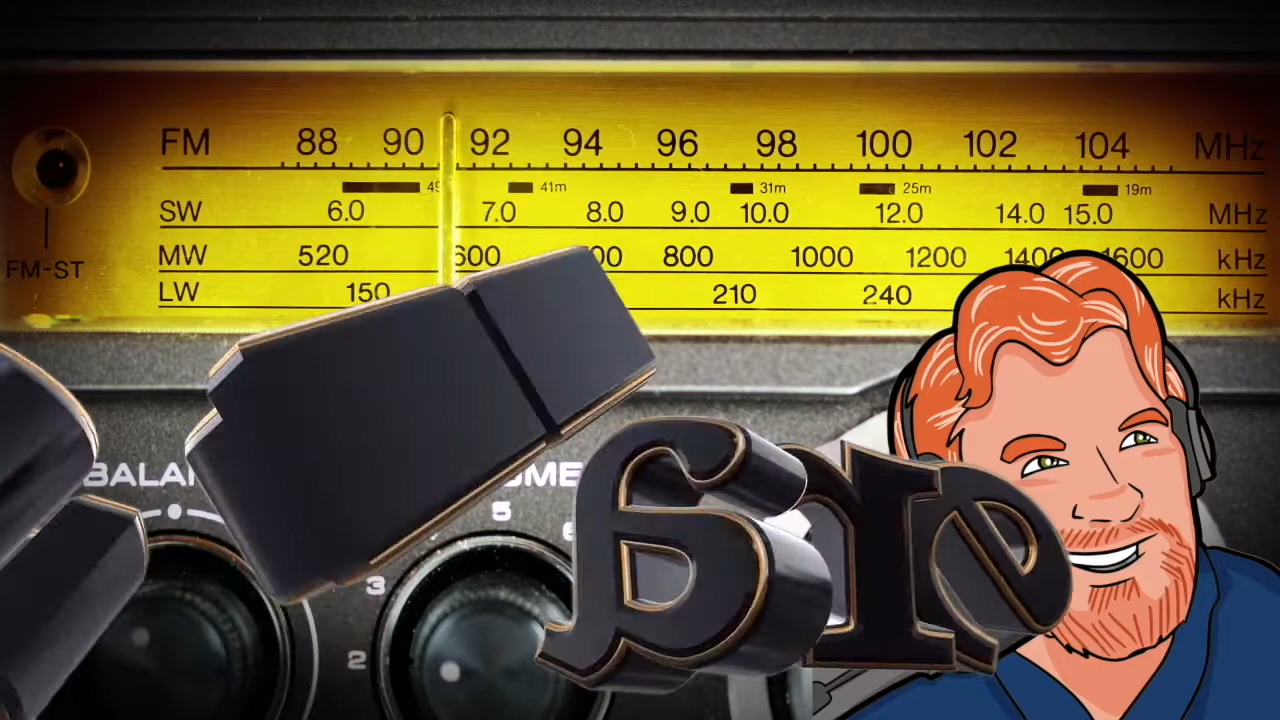 FM 88 90 92 94 96 98 100 102 104 MHz
49 41m 31m 25m 19m
SW 6.0 7.0 8.0 9.0 10.0 12.0 14.0 15.0 MHz
MW 520 600 800 1000 1200 1400 1600 kHz
FM-ST
LW 150 210 240 kHz
5
3
2